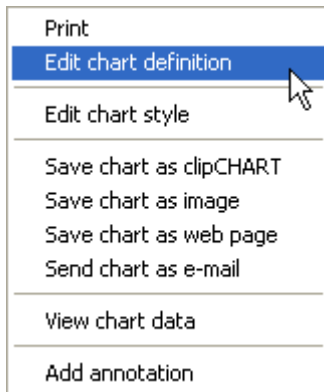 Print
Edit chart definition
Edit chart style
Save chart as clipCHART
Save chart as image
Save chart as web page
Send chart as e-mail
View chart data
Add annotation